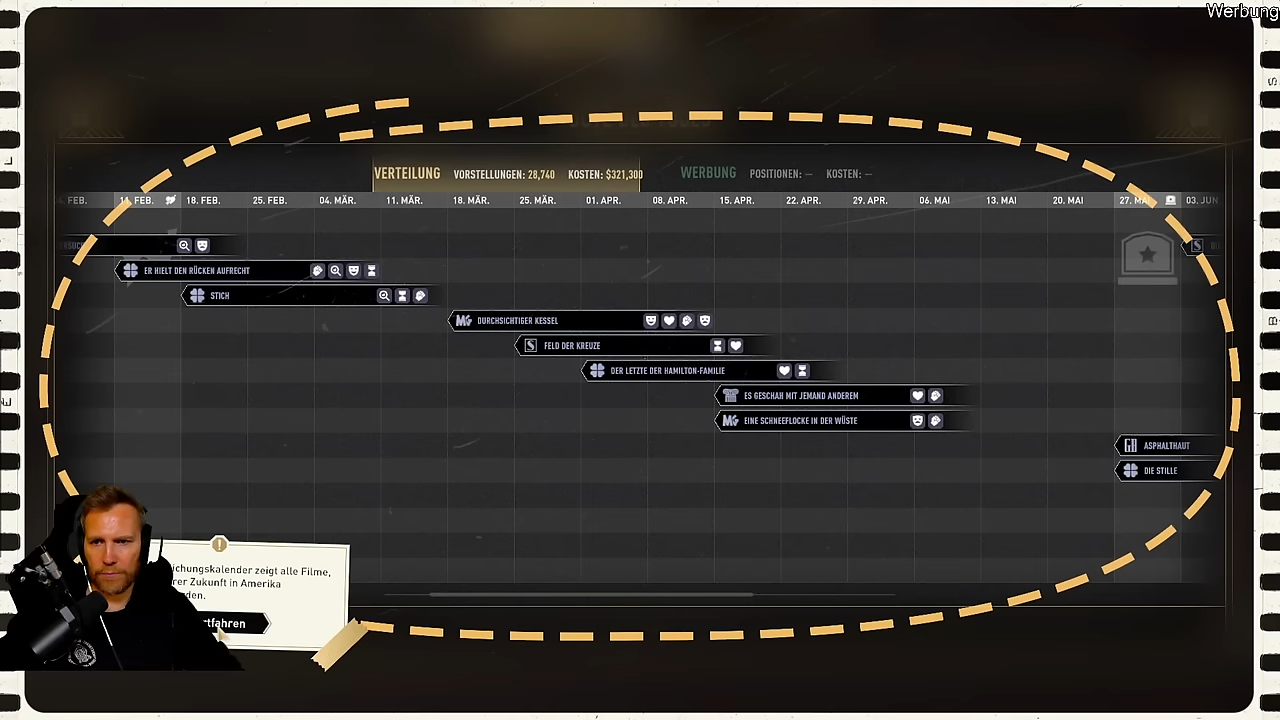 Werbung
VERTEILUNG VORSTELLUNGEN: 28,740 KOSTEN: $321,300 WERBUNG POSITIONEN: – KOSTEN: –
FEB. 11. FEB. 18. FEB. 25. FEB. 04. MÄR. 11. MÄR. 18. MÄR. 25. MÄR. 01. APR. 08. APR. 15. APR. 22. APR. 29. APR. 06. MAI 13. MAI 20. MAI 27. MAI 03. JUN
ER HIELT DEN RÜCKEN AUFRECHT
STICH
DURCHSICHTIGER KESSEL
FELD DER KREUZE
DER LETZTE DER HAMILTON-FAMILIE
ES GESCHAH MIT JEMAND ANDEREM
EINE SCHNEEFLOCKE IN DER WÜSTE
ASPHALTHAUT
DIE STILLE
ichungskalender zeigt alle Filme,
rer Zukunft in Amerika
den.
tfahren